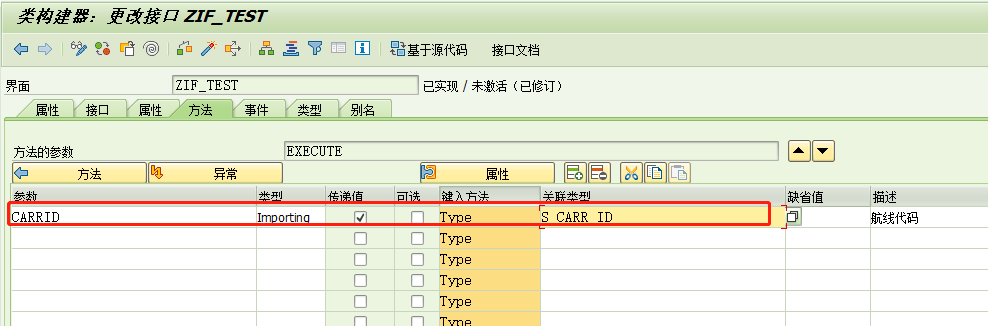 类构建器：更改接口 ZIF_TEST
基于源代码 接口文档
界面 ZIF_TEST 已实现 / 未激活（已修订）
属性 接口 属性 方法 事件 类型 别名
方法的参数 EXECUTE
方法 异常 属性
参数 类型 传递值 可选 键入方法 关联类型 缺省值 描述
CARRID Importing Type S_CARR_ID 航线代码
Type
Type
Type
Type
Type